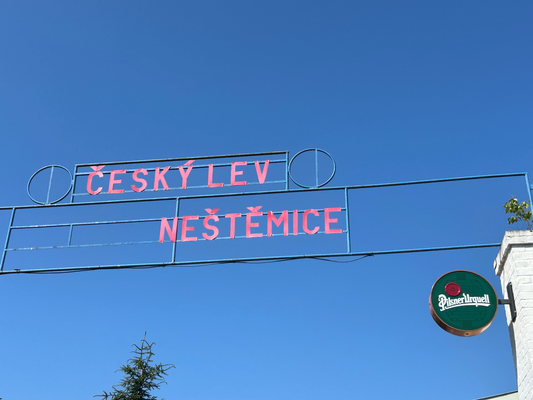 ČESKÝ LEV
NEŠTĚMICE
Pilsner Urquell